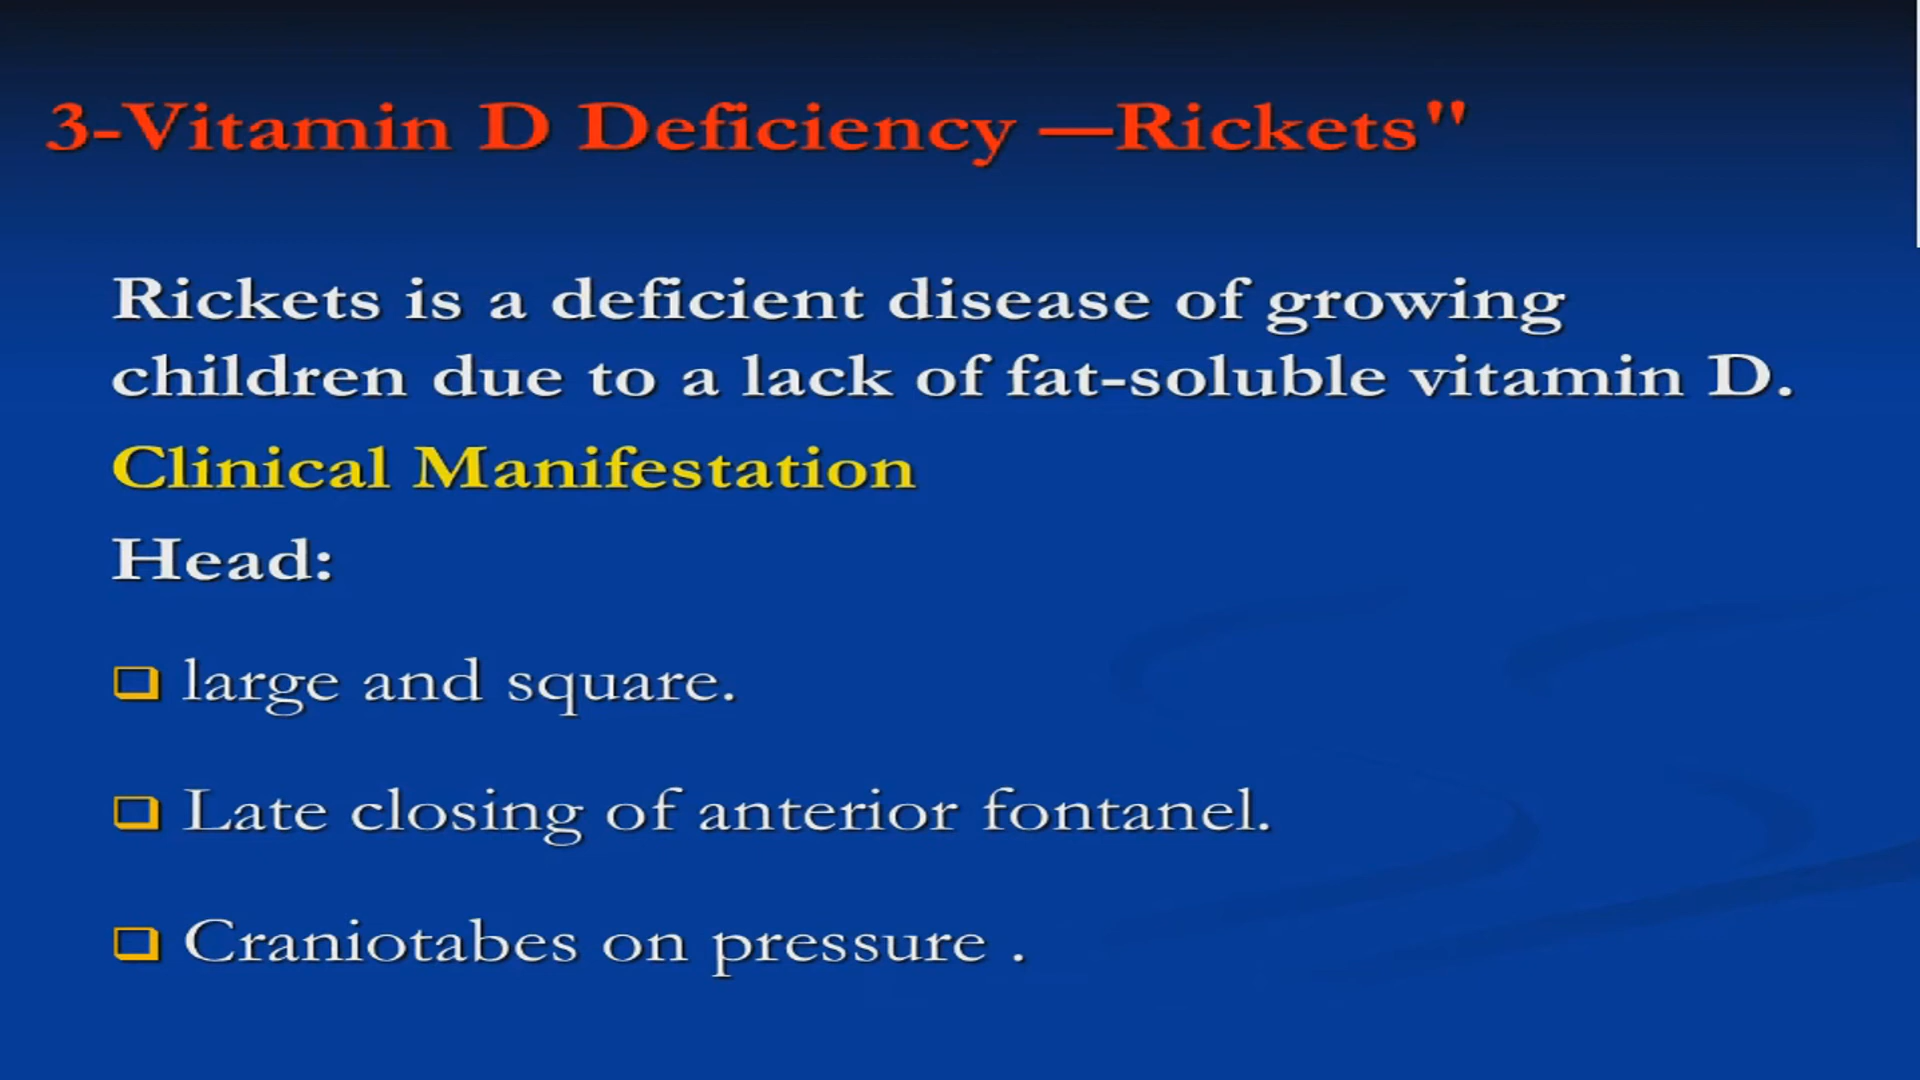 3-Vitamin D Deficiency —Rickets"
Rickets is a deficient disease of growing
children due to a lack of fat-soluble vitamin D.
Clinical Manifestation
Head:
large and square.
Late closing of anterior fontanel.
Craniotabes on pressure .